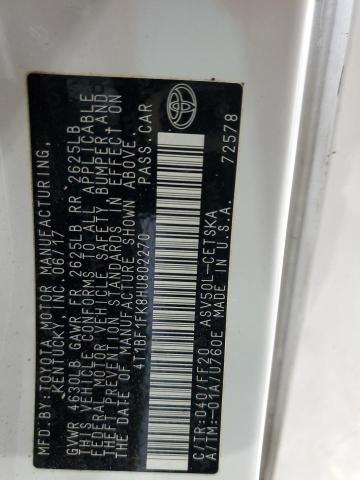 MFD. BY: TOYOTA MOTOR MANUFACTURING,
KENTUCKY, INC. 06/17
GVWR 4630LB GAWR FR 2625LB RR 2625LB
THIS VEHICLE CONFORMS TO ALL APPLICABLE
FEDERAL MOTOR VEHICLE SAFETY, BUMPER, AND
THEFT PREVENTION STANDARDS IN EFFECT ON
THE DATE OF MANUFACTURE SHOWN ABOVE.
4T1BF1FK8HU802270 PASS. CAR
C/TR: 040/FF20 ASV50L-CETSKA
A/TM: -01A/U760E MADE IN U.S.A.
72578